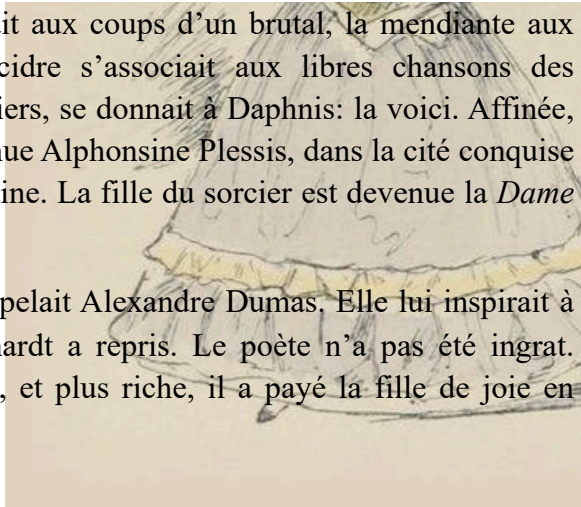 it aux coups d’un brutal, la mendiante aux
cidre s’associait aux libres chansons des
iers, se donnait à Daphnis: la voici. Affinée,
ue Alphonsine Plessis, dans la cité conquise
ine. La fille du sorcier est devenue la Dame
pelait Alexandre Dumas. Elle lui inspirait à
ardt a repris. Le poète n’a pas été ingrat.
, et plus riche, il a payé la fille de joie en